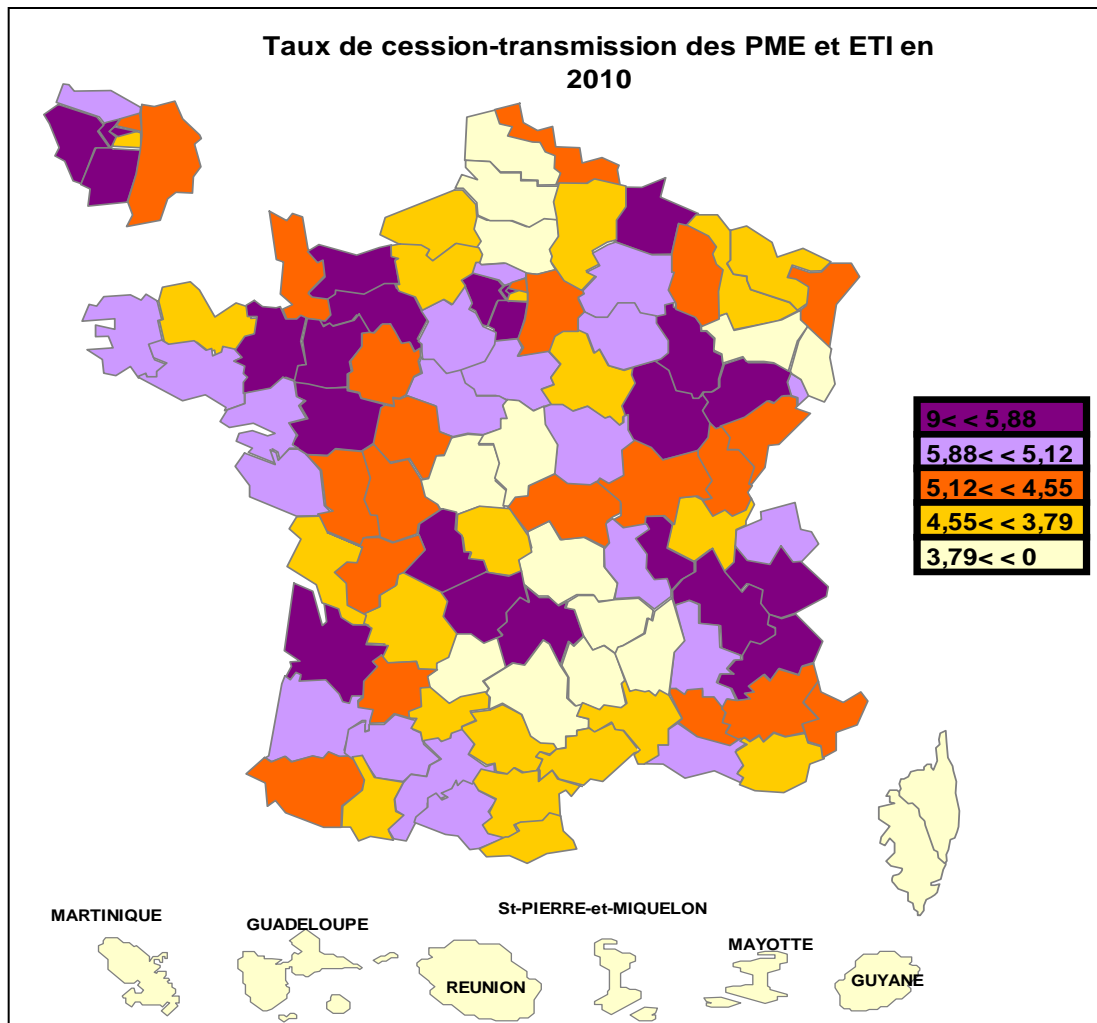 Taux de cession-transmission des PME et ETI en
2010
9< < 5,88
5,88< < 5,12
5,12< < 4,55
4,55< < 3,79
3,79< < 0
MARTINIQUE
GUADELOUPE
St-PIERRE-et-MIQUELON
MAYOTTE
REUNION
GUYANE